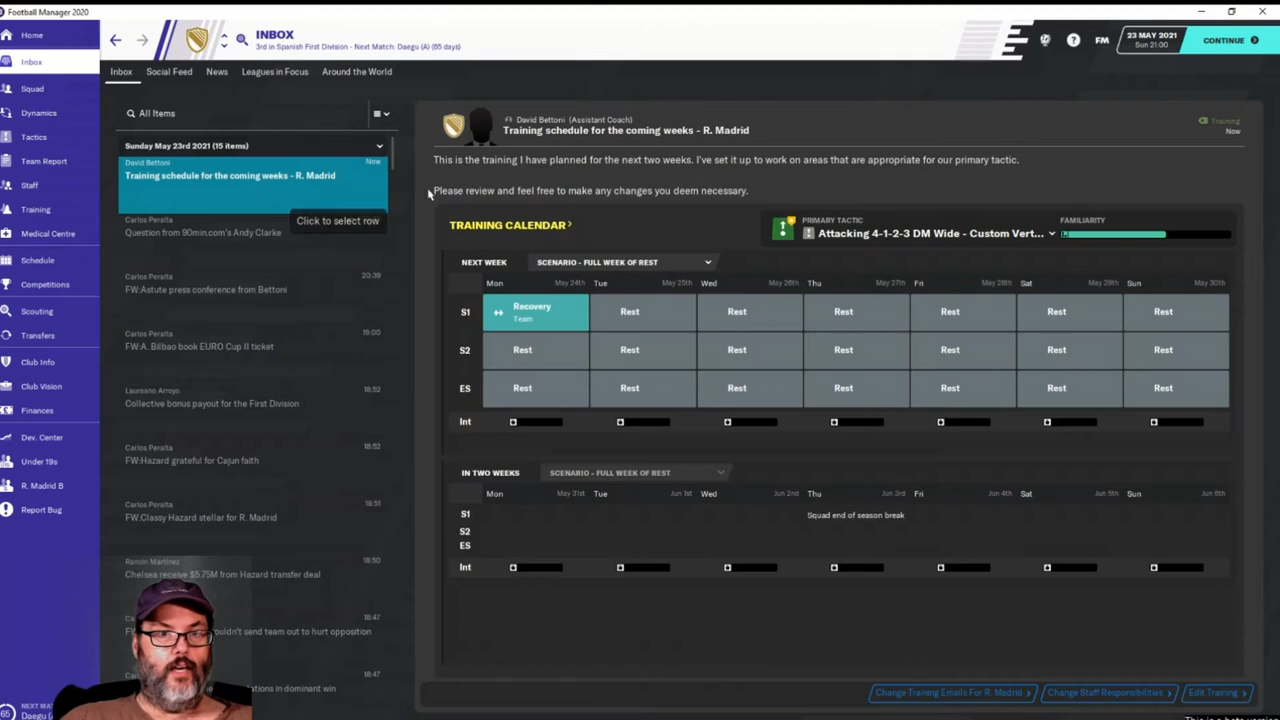 Football Manager 2020
Home
Inbox
Squad
Dynamics
Tactics
Team Report
Staff
Training
Medical Centre
Schedule
Competitions
Scouting
Transfers
Club Info
Club Vision
Finances
Dev. Center
Under 19s
R. Madrid B
Report Bug
NEXT MA
65
Daegu (A
INBOX
3rd in Spanish First Division - Next Match: Daegu (A) (65 days)
FM
23 MAY 2021
Sun 21:00
CONTINUE
Inbox Social Feed News Leagues in Focus Around the World
All Items
Sunday May 23rd 2021 (15 items)
David Bettoni Now
Training schedule for the coming weeks - R. Madrid
Click to select row
Carlos Peralta
Question from 90min.com's Andy Clarke
Carlos Peralta 20:39
FW:Astute press conference from Bettoni
Carlos Peralta 19:00
FW:A. Bilbao book EURO Cup II ticket
Laureano Arroyo 18:52
Collective bonus payout for the First Division
Carlos Peralta 18:52
FW:Hazard grateful for Cajun faith
Carlos Peralta 18:51
FW:Classy Hazard stellar for R. Madrid
Ramón Martínez 18:50
Chelsea receive $5.75M from Hazard transfer deal
18:47
ouldn't send team out to hurt opposition
18:47
ations in dominant win
David Bettoni (Assistant Coach)
Training schedule for the coming weeks - R. Madrid
Training
Now
This is the training I have planned for the next two weeks. I've set it up to work on areas that are appropriate for our primary tactic.
Please review and feel free to make any changes you deem necessary.
TRAINING CALENDAR
PRIMARY TACTIC
Attacking 4-1-2-3 DM Wide - Custom Vert...
FAMILIARITY
NEXT WEEK SCENARIO - FULL WEEK OF REST
Mon May 24th Tue May 25th Wed May 26th Thu May 27th Fri May 28th Sat May 29th Sun May 30th
S1 Recovery Rest Rest Rest Rest Rest Rest
Team
S2 Rest Rest Rest Rest Rest Rest Rest
ES Rest Rest Rest Rest Rest Rest Rest
Int
IN TWO WEEKS SCENARIO - FULL WEEK OF REST
Mon May 31st Tue Jun 1st Wed Jun 2nd Thu Jun 3rd Fri Jun 4th Sat Jun 5th Sun Jun 6th
S1 Squad end of season break
S2
ES
Int
Change Training Emails For R. Madrid
Change Staff Responsibilities
Edit Training